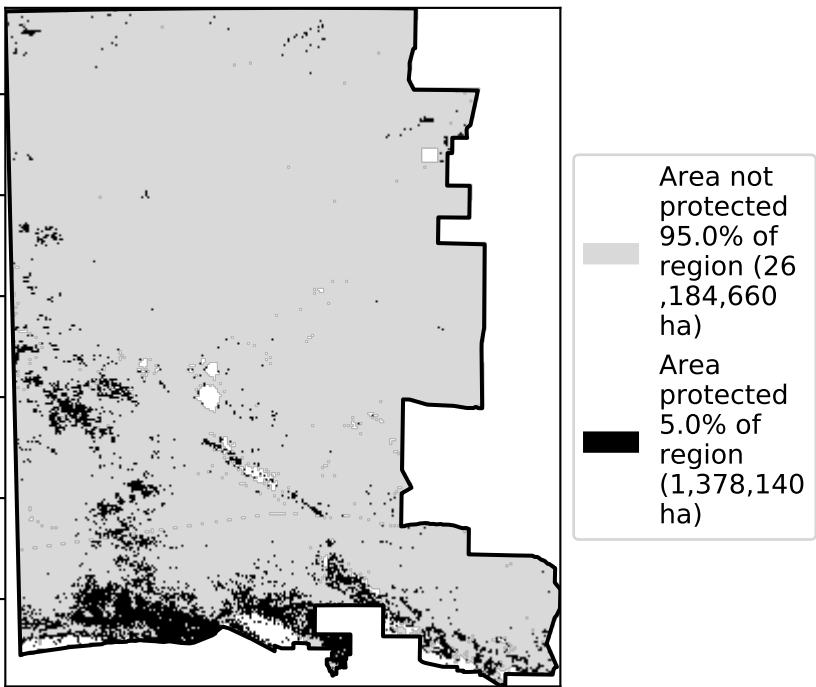 Area not
protected
95.0% of
region (26
,184,660
ha)
Area
protected
5.0% of
region
(1,378,140
ha)